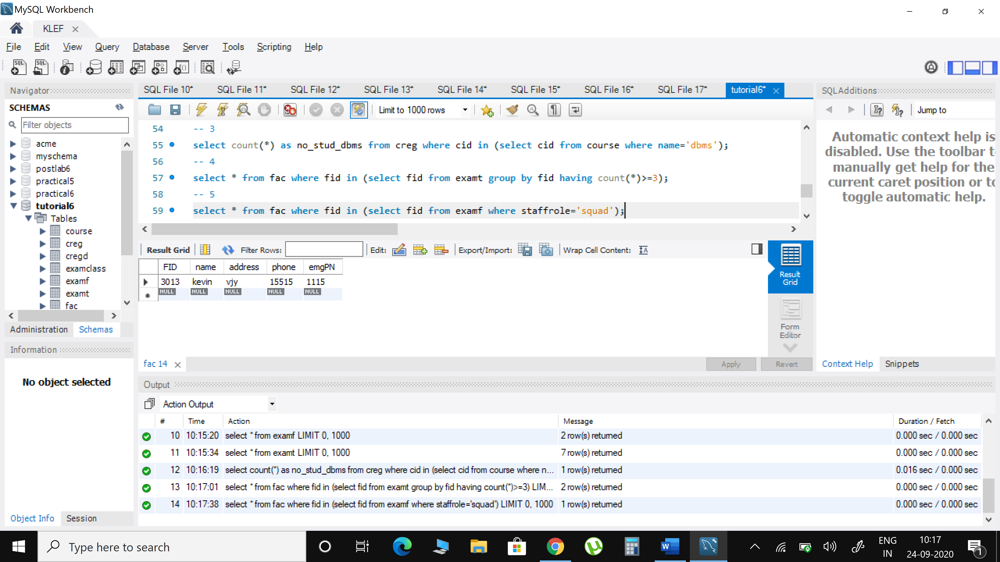 MySQL Workbench
KLEF
File Edit View Query Database Server Tools Scripting Help
Navigator
SCHEMAS
Filter objects
acme
myschema
postlab6
practical5
practical6
tutorial6
Tables
course
creg
cregd
examclass
examf
examt
fac
Administration Schemas
Information
No object selected
Object Info Session
SQL File 10* SQL File 11* SQL File 12* SQL File 13* SQL File 14* SQL File 15* SQL File 16* SQL File 17* tutorial6*
Limit to 1000 rows
54 -- 3
55 select count(*) as no_stud_dbms from creg where cid in (select cid from course where name='dbms');
56 -- 4
57 select * from fac where fid in (select fid from examt group by fid having count(*)>=3);
58 -- 5
59 select * from fac where fid in (select fid from examf where staffrole='squad');
Result Grid Filter Rows: Edit: Export/Import: Wrap Cell Content:
FID name address phone emgPN
3013 kevin vjy 15515 1115
NULL NULL NULL NULL NULL
Result
Grid
Form
Editor
fac 14
Apply Revert
SQLAdditions
Jump to
Automatic context help is
disabled. Use the toolbar t
manually get help for the
current caret position or to
toggle automatic help.
Context Help Snippets
Output
Action Output
# Time Action Message Duration / Fetch
10 10:15:20 select * from examf LIMIT 0, 1000 2 row(s) returned 0.000 sec / 0.000 sec
11 10:15:34 select * from examt LIMIT 0, 1000 7 row(s) returned 0.000 sec / 0.000 sec
12 10:16:19 select count(*) as no_stud_dbms from creg where cid in (select cid from course where n... 1 row(s) returned 0.016 sec / 0.000 sec
13 10:17:01 select * from fac where fid in (select fid from examt group by fid having count(*)>=3) LIM... 2 row(s) returned 0.000 sec / 0.000 sec
14 10:17:38 select * from fac where fid in (select fid from examf where staffrole='squad') LIMIT 0, 1000 1 row(s) returned 0.000 sec / 0.000 sec
Type here to search
ENG
IN
10:17
24-09-2020
1